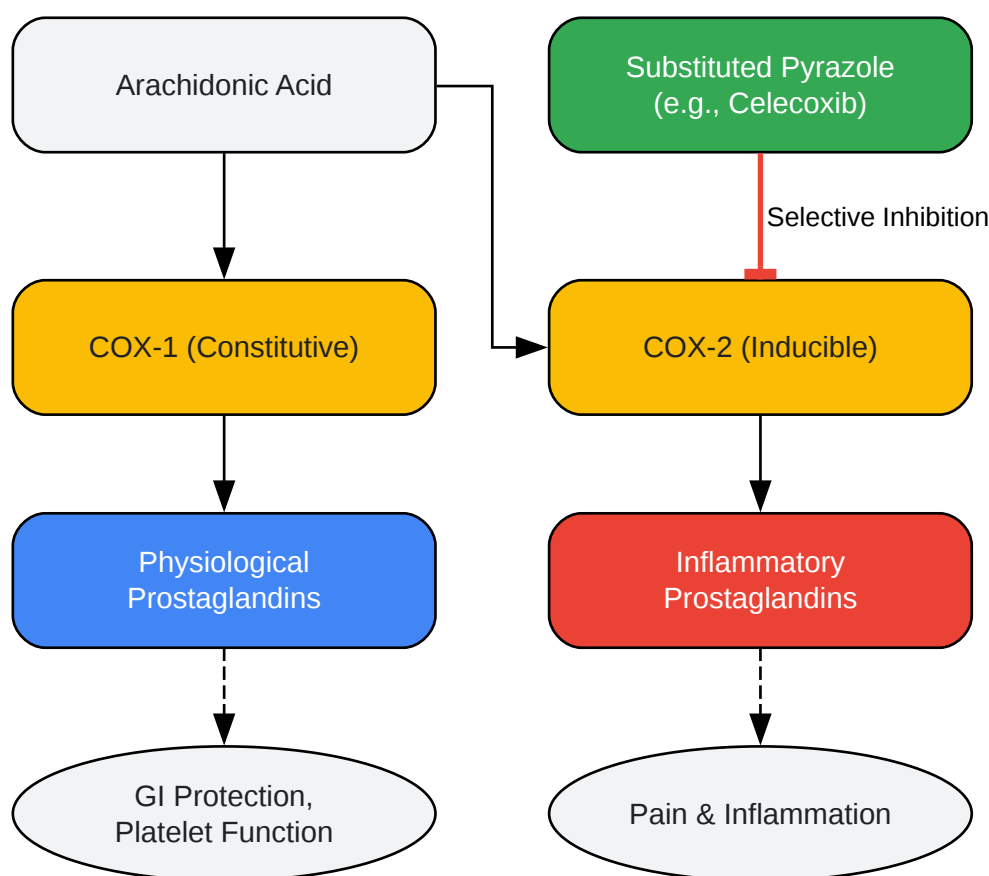 Arachidonic Acid
Substituted Pyrazole
(e.g., Celecoxib)
Selective Inhibition
COX-1 (Constitutive)
COX-2 (Inducible)
Physiological
Prostaglandins
Inflammatory
Prostaglandins
GI Protection,
Platelet Function
Pain & Inflammation